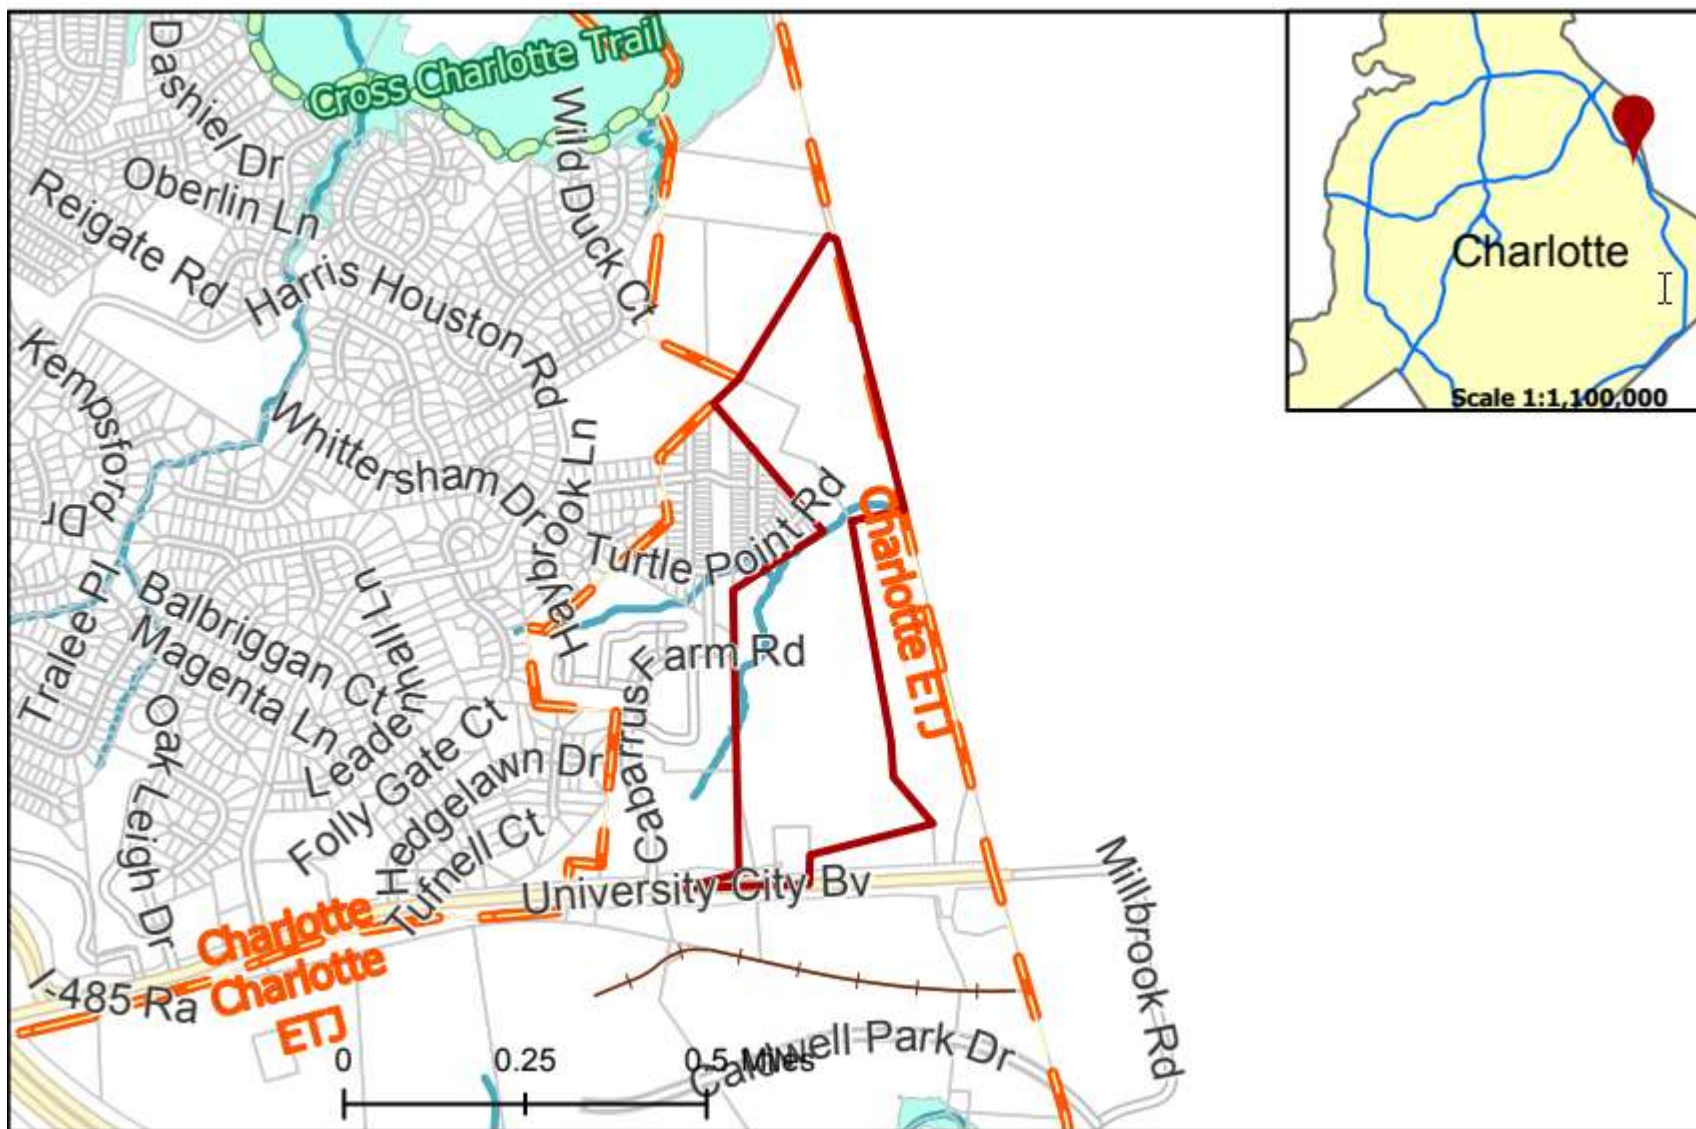 Cross Charlotte Trail
Dashiel Dr
Oberlin Ln
Reigate Rd
Wild Duck Ct
Harris Houston Rd
Kempsford Dr
Whittersham Dr
Haybrook Ln
Turtle Point Rd
Charlotte ETJ
Tralee Pl
Balbriggan Ct
Magenta Ln
Oak Leigh Dr
Leade
yhall Ln
Folly Gate Ct
Hedgelawn Dr
Tufnell Ct
Cabarrus Farm Rd
University City Bv
Millbrook Rd
Charlotte
Charlotte
ETJ
I-485 Ra
Caldwell Park Dr
0 0.25 0.5 Miles
Charlotte
Scale 1:1,100,000